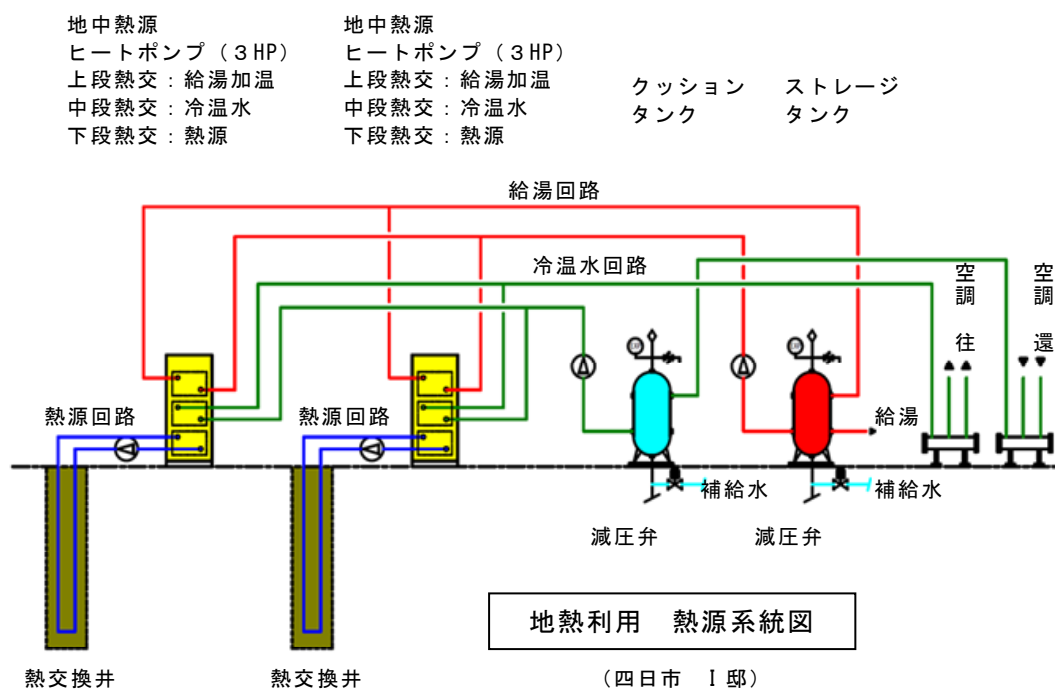 地中熱源
ヒートポンプ（３HP）
上段熱交：給湯加温
中段熱交：冷温水
下段熱交：熱源
地中熱源
ヒートポンプ（３HP）
上段熱交：給湯加温
中段熱交：冷温水
下段熱交：熱源
クッション
タンク
ストレージ
タンク
給湯回路
冷温水回路
空調 往
空調 還
熱源回路
熱源回路
給湯
補給水
補給水
減圧弁
減圧弁
地熱利用　熱源系統図
（四日市　Ｉ邸）
熱交換井
熱交換井